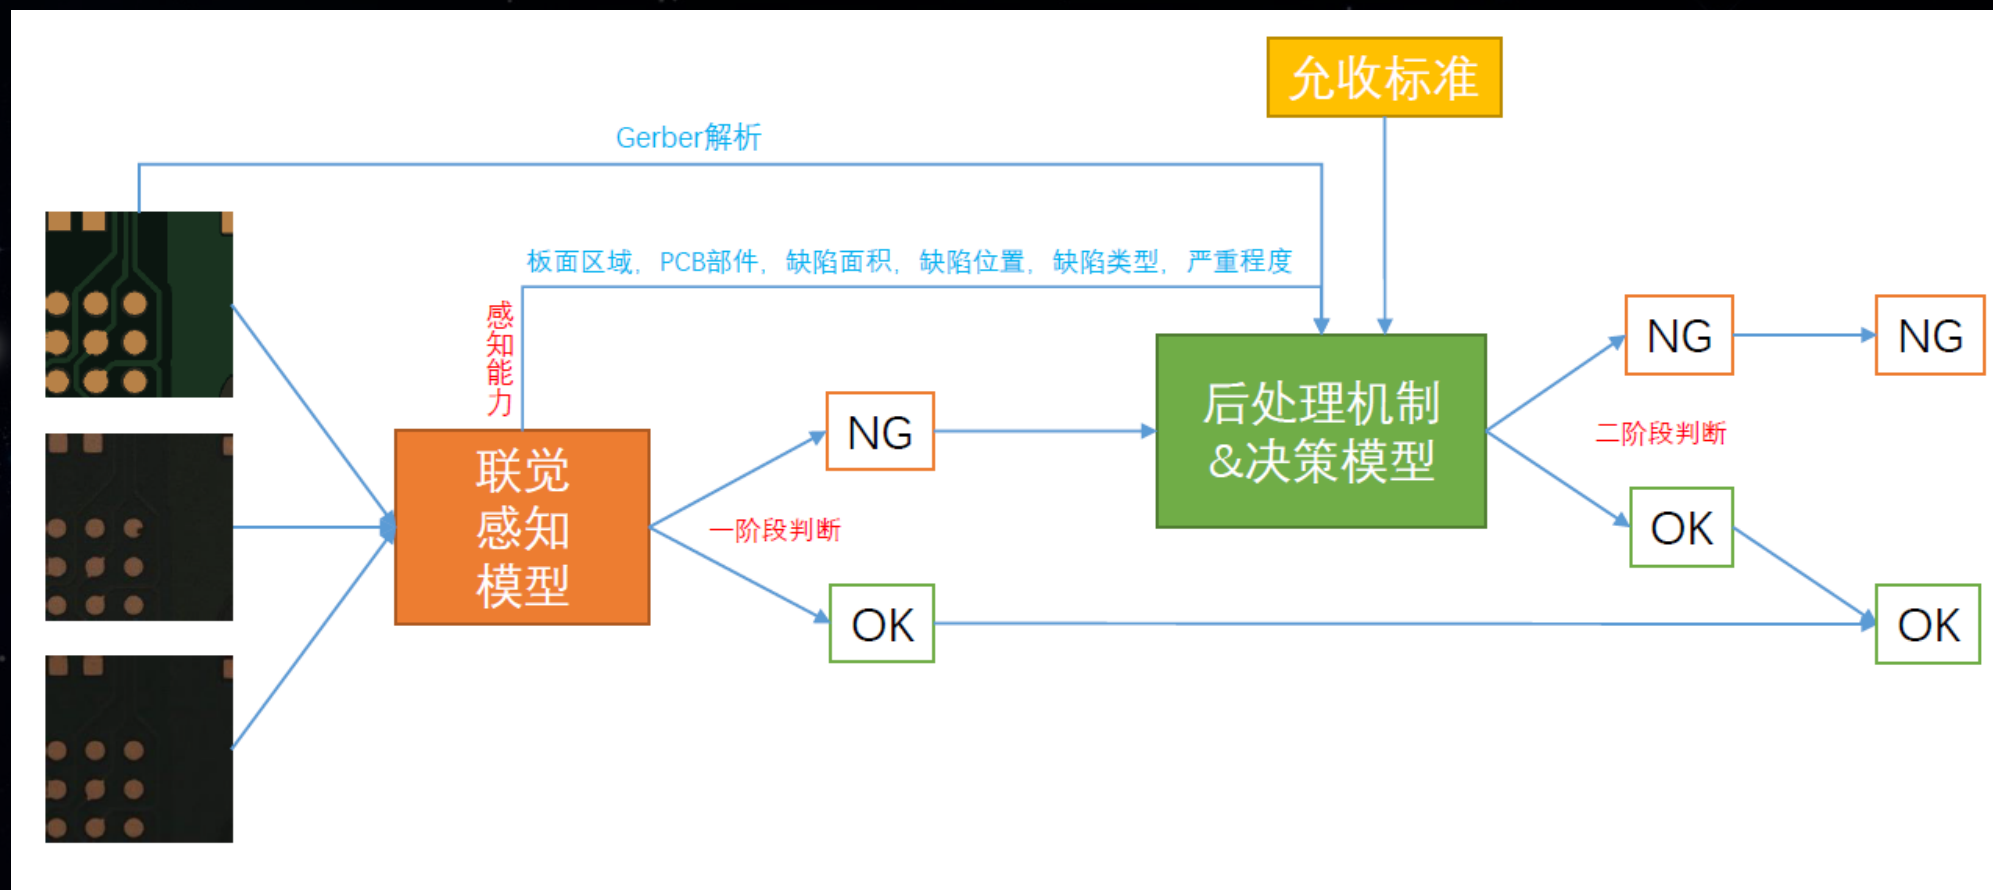 允收标准
Gerber解析
板面区域，PCB部件，缺陷面积，缺陷位置，缺陷类型，严重程度
感知能力
联觉
感知
模型
NG
一阶段判断
OK
后处理机制
&决策模型
NG
NG
二阶段判断
OK
OK